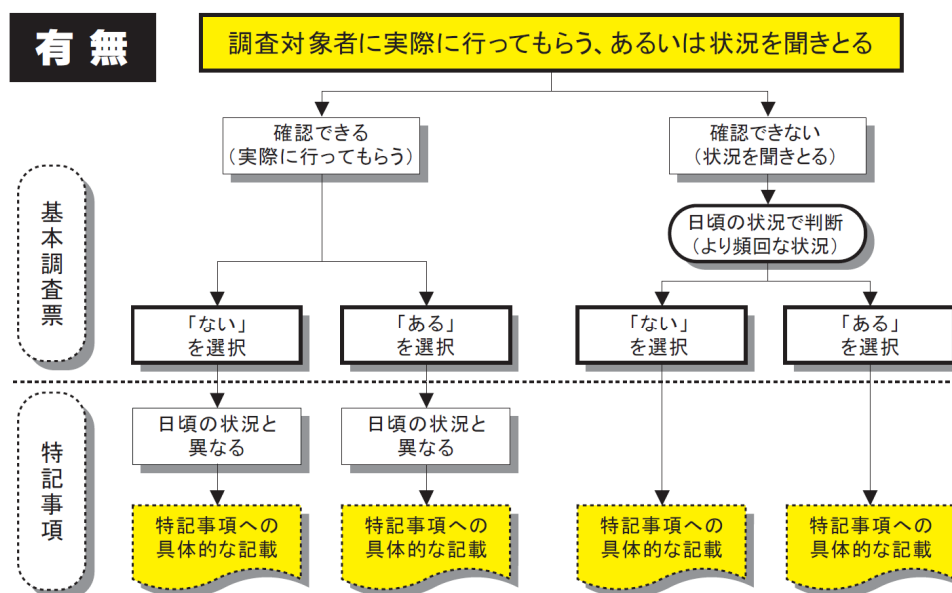 有無
調査対象者に実際に行ってもらう、あるいは状況を聞きとる
確認できる
（実際に行ってもらう）
確認できない
（状況を聞きとる）
基本調査票
日頃の状況で判断
（より頻回な状況）
「ない」
を選択
「ある」
を選択
「ない」
を選択
「ある」
を選択
特記事項
日頃の状況と
異なる
日頃の状況と
異なる
特記事項への
具体的な記載
特記事項への
具体的な記載
特記事項への
具体的な記載
特記事項への
具体的な記載